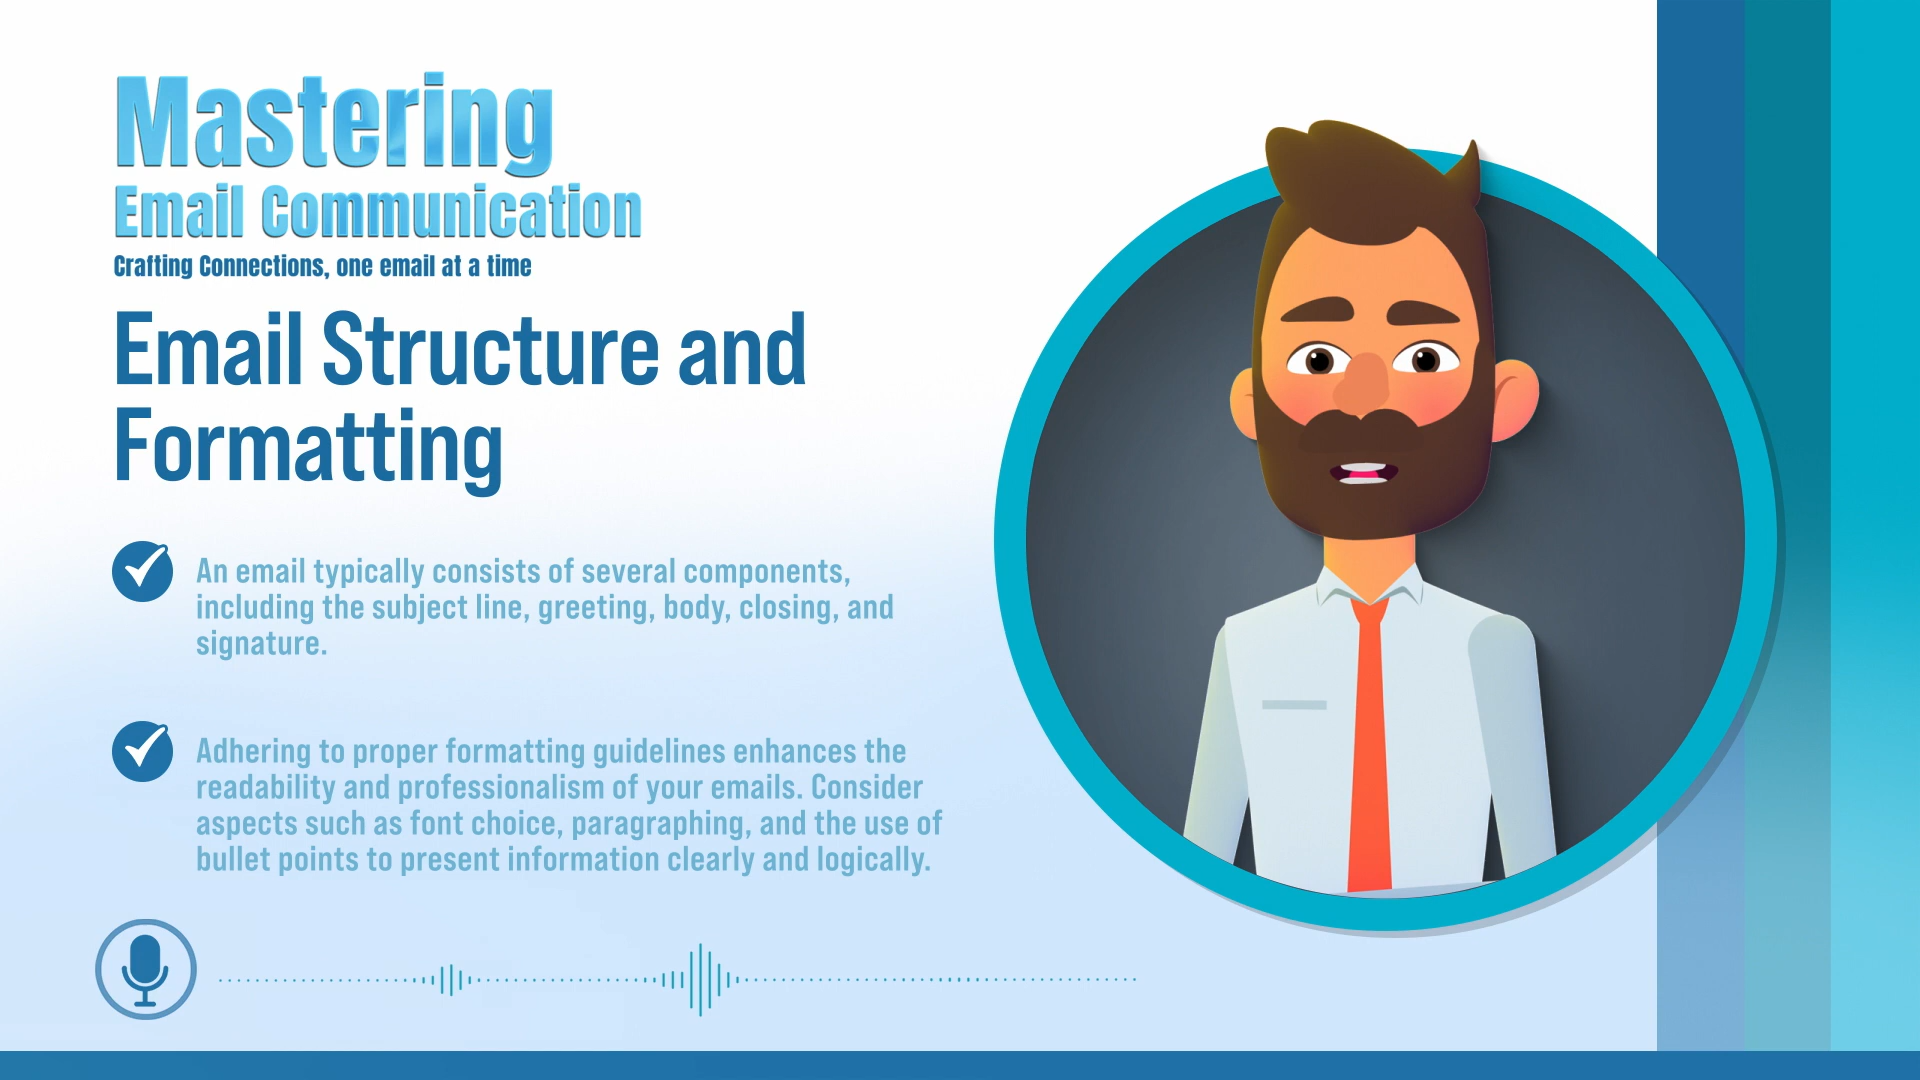 Mastering
Email Communication
Crafting Connections, one email at a time
Email Structure and
Formatting
An email typically consists of several components,
including the subject line, greeting, body, closing, and
signature.
Adhering to proper formatting guidelines enhances the
readability and professionalism of your emails. Consider
aspects such as font choice, paragraphing, and the use of
bullet points to present information clearly and logically.